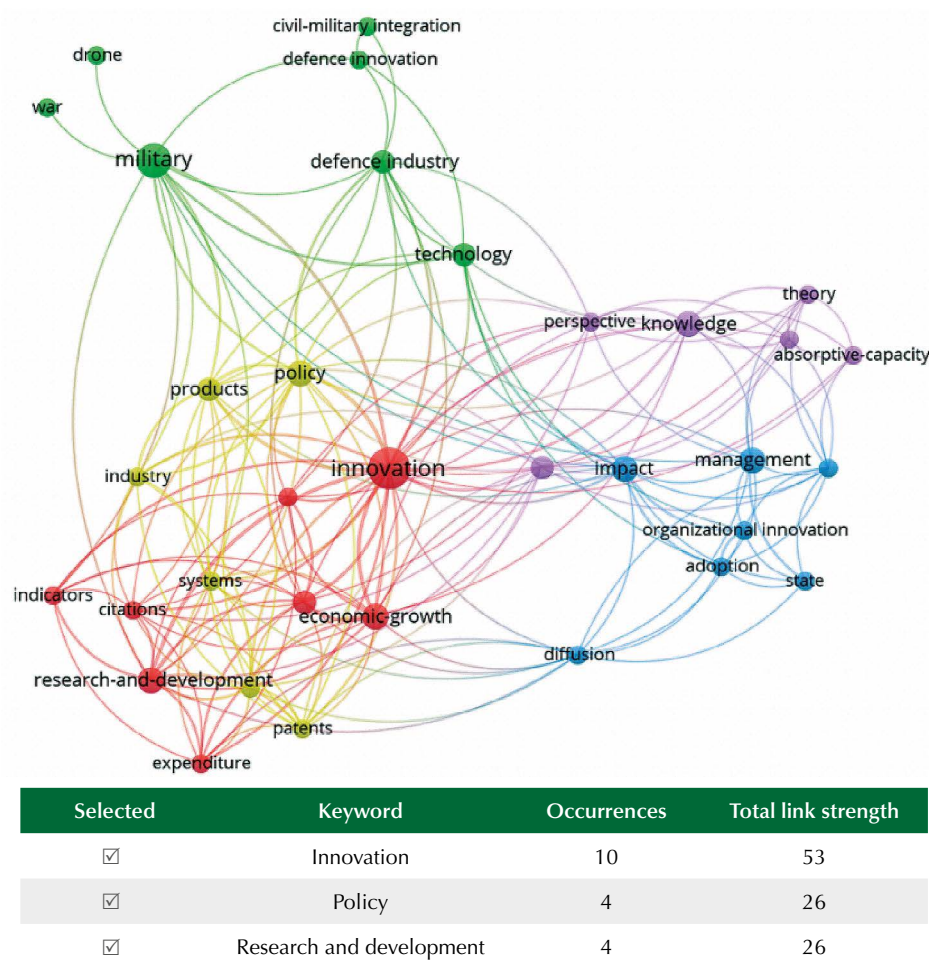 civil-military integration
drone
defence innovation
war
military
defence industry
technology
theory
perspective
knowledge
absorptive-capacity
policy
products
innovation
impact
management
industry
organizational innovation
adoption
state
systems
indicators
citations
economic-growth
diffusion
research-and-development
patents
expenditure
Selected Keyword Occurrences Total link strength
☑ Innovation 10 53
☑ Policy 4 26
☑ Research and development 4 26